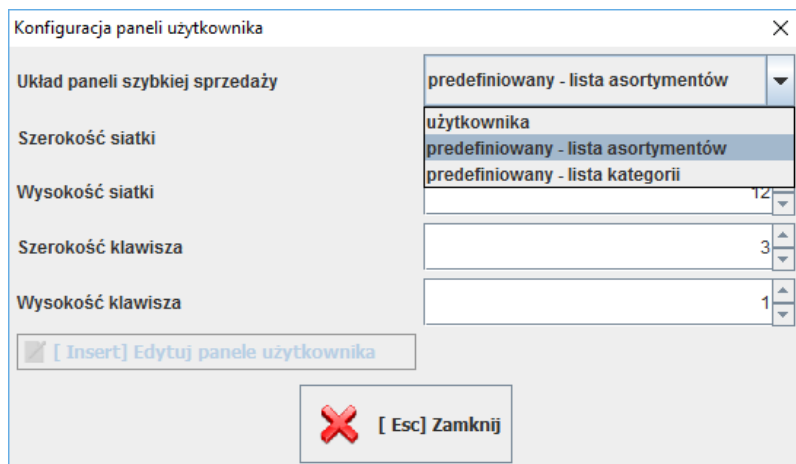 Konfiguracja paneli użytkownika
Układ paneli szybkiej sprzedaży
predefiniowany - lista asortymentów
użytkownika
predefiniowany - lista asortymentów
predefiniowany - lista kategorii
Szerokość siatki
Wysokość siatki
12
Szerokość klawisza
3
Wysokość klawisza
1
[ Insert] Edytuj panele użytkownika
[ Esc] Zamknij